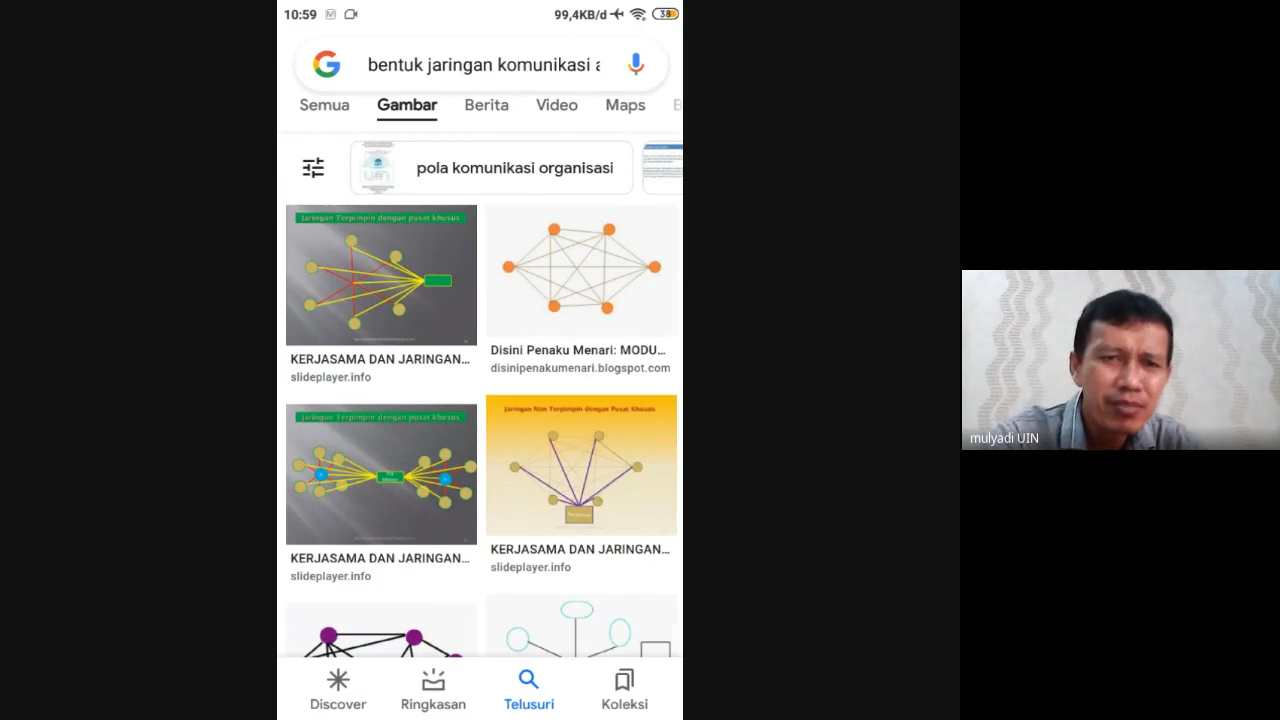 10:59
99,4KB/d
38
bentuk jaringan komunikasi a
Semua Gambar Berita Video Maps
pola komunikasi organisasi
Jaringan Terpimpin dengan pusat khusus
KERJASAMA DAN JARINGAN...
slideplayer.info
Disini Penaku Menari: MODU...
disinipenakumenari.blogspot.com
Jaringan Terpimpin dengan pusat khusus
KERJASAMA DAN JARINGAN...
slideplayer.info
Jaringan Non Terpimpin dengan Pusat Khusus
KERJASAMA DAN JARINGAN...
slideplayer.info
Discover Ringkasan Telusuri Koleksi
mulyadi UIN